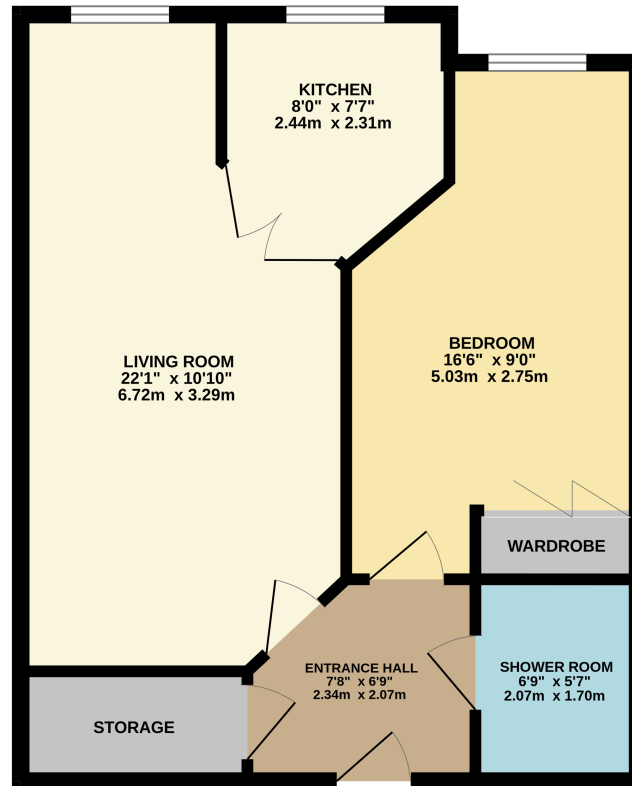 KITCHEN
8'0" x 7'7"
2.44m x 2.31m
BEDROOM
16'6" x 9'0"
5.03m x 2.75m
LIVING ROOM
22'1" x 10'10"
6.72m x 3.29m
WARDROBE
ENTRANCE HALL
7'8" x 6'9"
2.34m x 2.07m
SHOWER ROOM
6'9" x 5'7"
2.07m x 1.70m
STORAGE